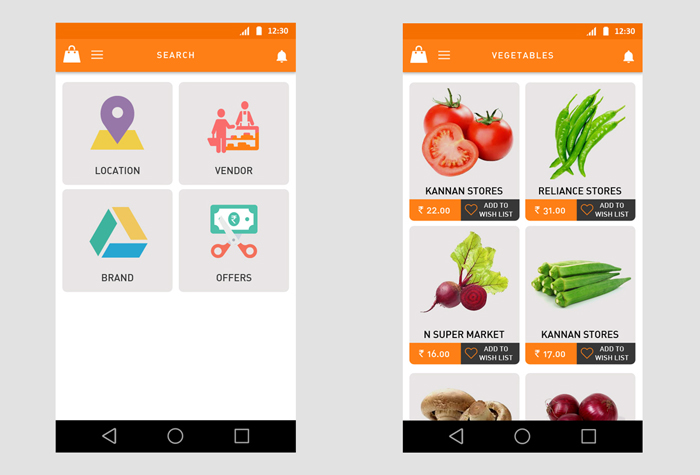 12:30
SEARCH
LOCATION
VENDOR
BRAND
₹
OFFERS
12:30
VEGETABLES
KANNAN STORES
₹ 22.00
ADD TO
WISH LIST
RELIANCE STORES
₹ 31.00
ADD TO
WISH LIST
N SUPER MARKET
₹ 16.00
ADD TO
WISH LIST
KANNAN STORES
₹ 17.00
ADD TO
WISH LIST